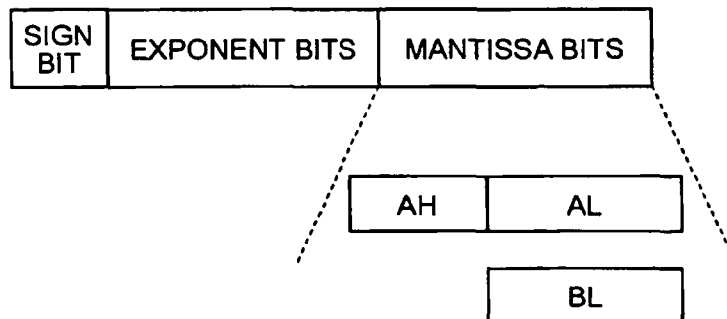 SIGN
BIT
EXPONENT BITS
MANTISSA BITS
AH
AL
BL